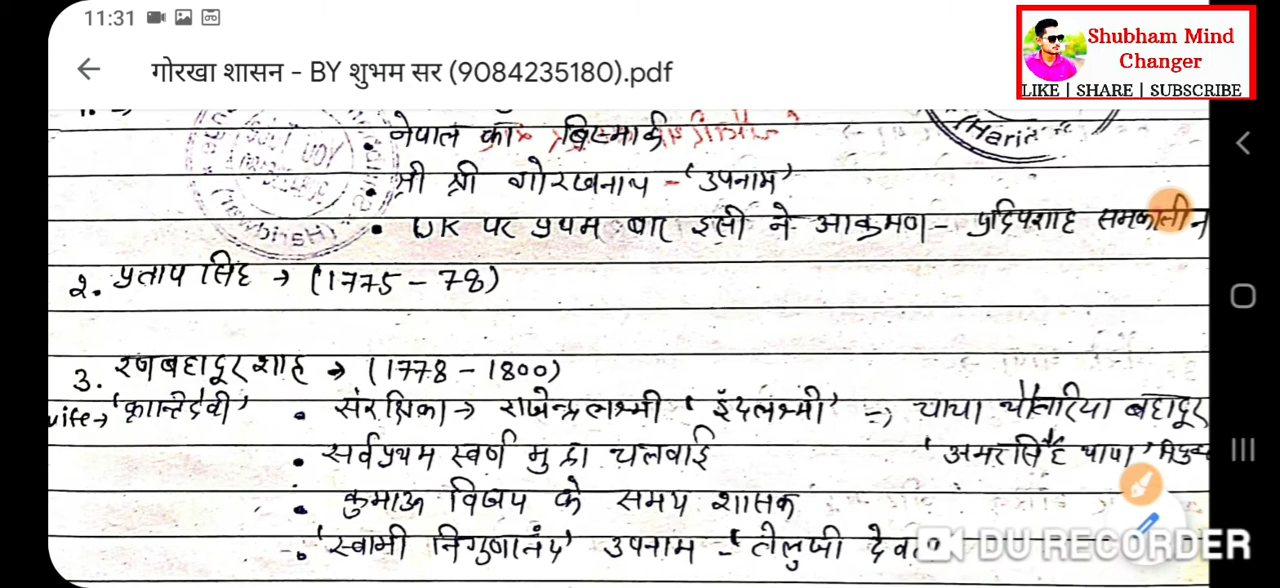 11:31
Shubham Mind
Changer
LIKE | SHARE | SUBSCRIBE
गोरखा शासन - BY शुभम सर (9084235180).pdf
• नेपाल का बिस्मार्क
• श्री श्री गोरखनाथ - 'उपनाम'
• UK पर प्रथम बार इसी ने आक्रमण - प्रदिपशाह समकालीन
2. प्रताप सिंह → (1775 - 78)
3. रणबहादूर शाह → (1778 - 1800)
wife → 'कान्तिदेवी' • संरक्षिका → राजेन्द्रलक्ष्मी 'इंद्रलक्ष्मी' => चाचा चौतारिया बहादूर
• सर्वप्रथम स्वर्ण मुद्रा चलवाई 'अमरसिंह थापा'
• कुमाऊ विजय के समय शासक
• 'स्वामी निगुणानंद' उपनाम - 'तेलुजी
DU RECORDER